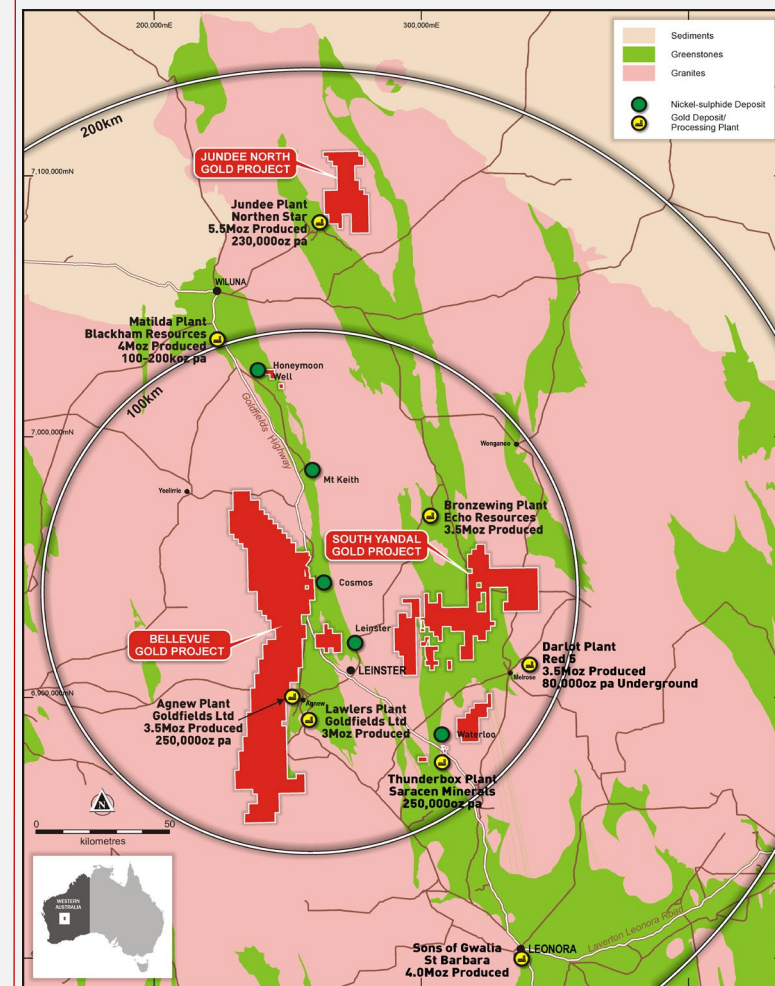 200,000mE
300,000mE
Sediments
Greenstones
Granites
Nickel-sulphide Deposit
Gold Deposit/
Processing Plant
200km
JUNDEE NORTH
GOLD PROJECT
7,100,000mN
Jundee Plant
Northen Star
5.5Moz Produced
230,000oz pa
WILUNA
Matilda Plant
Blackham Resources
4Moz Produced
100-200koz pa
Honeymoon
Well
100km
Goldfields Highway
7,000,000mN
Wonganoo
Mt Keith
Yeelirrie
Bronzewing Plant
Echo Resources
3.5Moz Produced
SOUTH YANDAL
GOLD PROJECT
Cosmos
Leinster
BELLEVUE
GOLD PROJECT
LEINSTER
Darlot Plant
Red 5
3.5Moz Produced
80,000oz pa Underground
Melrose
6,900,000mN
Agnew Plant
Goldfields Ltd
3.5Moz Produced
250,000oz pa
Agnew
Lawlers Plant
Goldfields Ltd
3Moz Produced
Waterloo
Thunderbox Plant
Saracen Minerals
250,000oz pa
N
0 50
kilometres
WESTERN
AUSTRALIA
Laverton Leonora Road
Sons of Gwalia
St Barbara
4.0Moz Produced
LEONORA